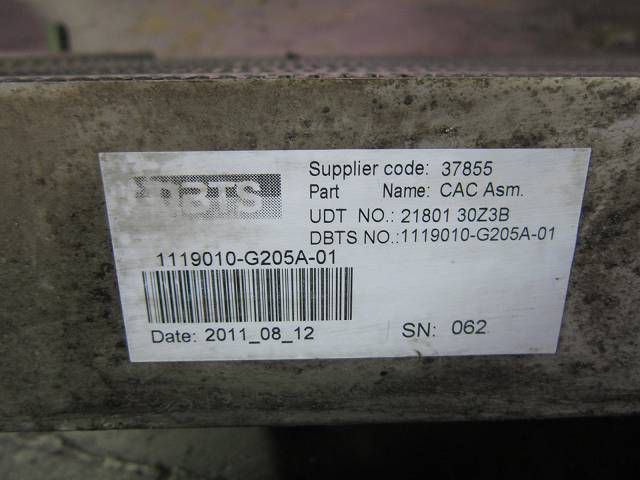 DBTS
Supplier code: 37855
Part Name: CAC Asm.
UDT NO.: 21801 30Z3B
DBTS NO.:1119010-G205A-01
1119010-G205A-01
Date: 2011_08_12
SN: 062